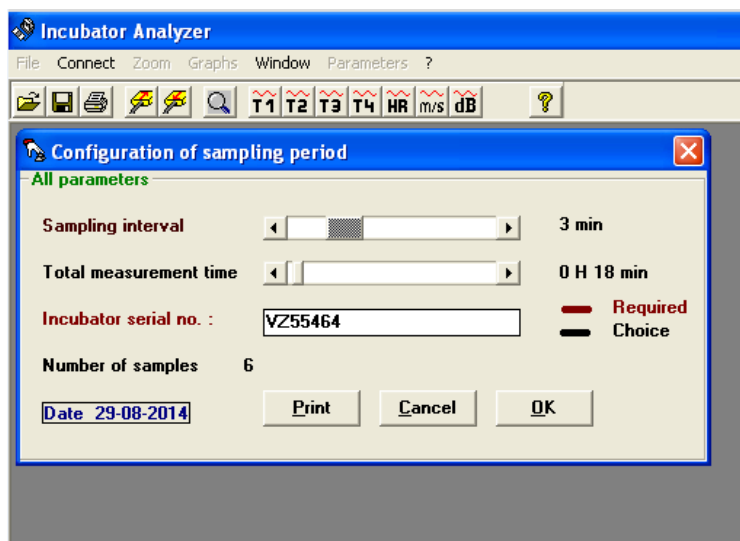 Incubator Analyzer
File Connect Zoom Graphs Window Parameters ?
T1 T2 T3 T4 HR m/s dB ?
Configuration of sampling period
All parameters
Sampling interval 3 min
Total measurement time 0 H 18 min
Incubator serial no. : VZ55464
Required
Choice
Number of samples 6
Date 29-08-2014 Print Cancel OK